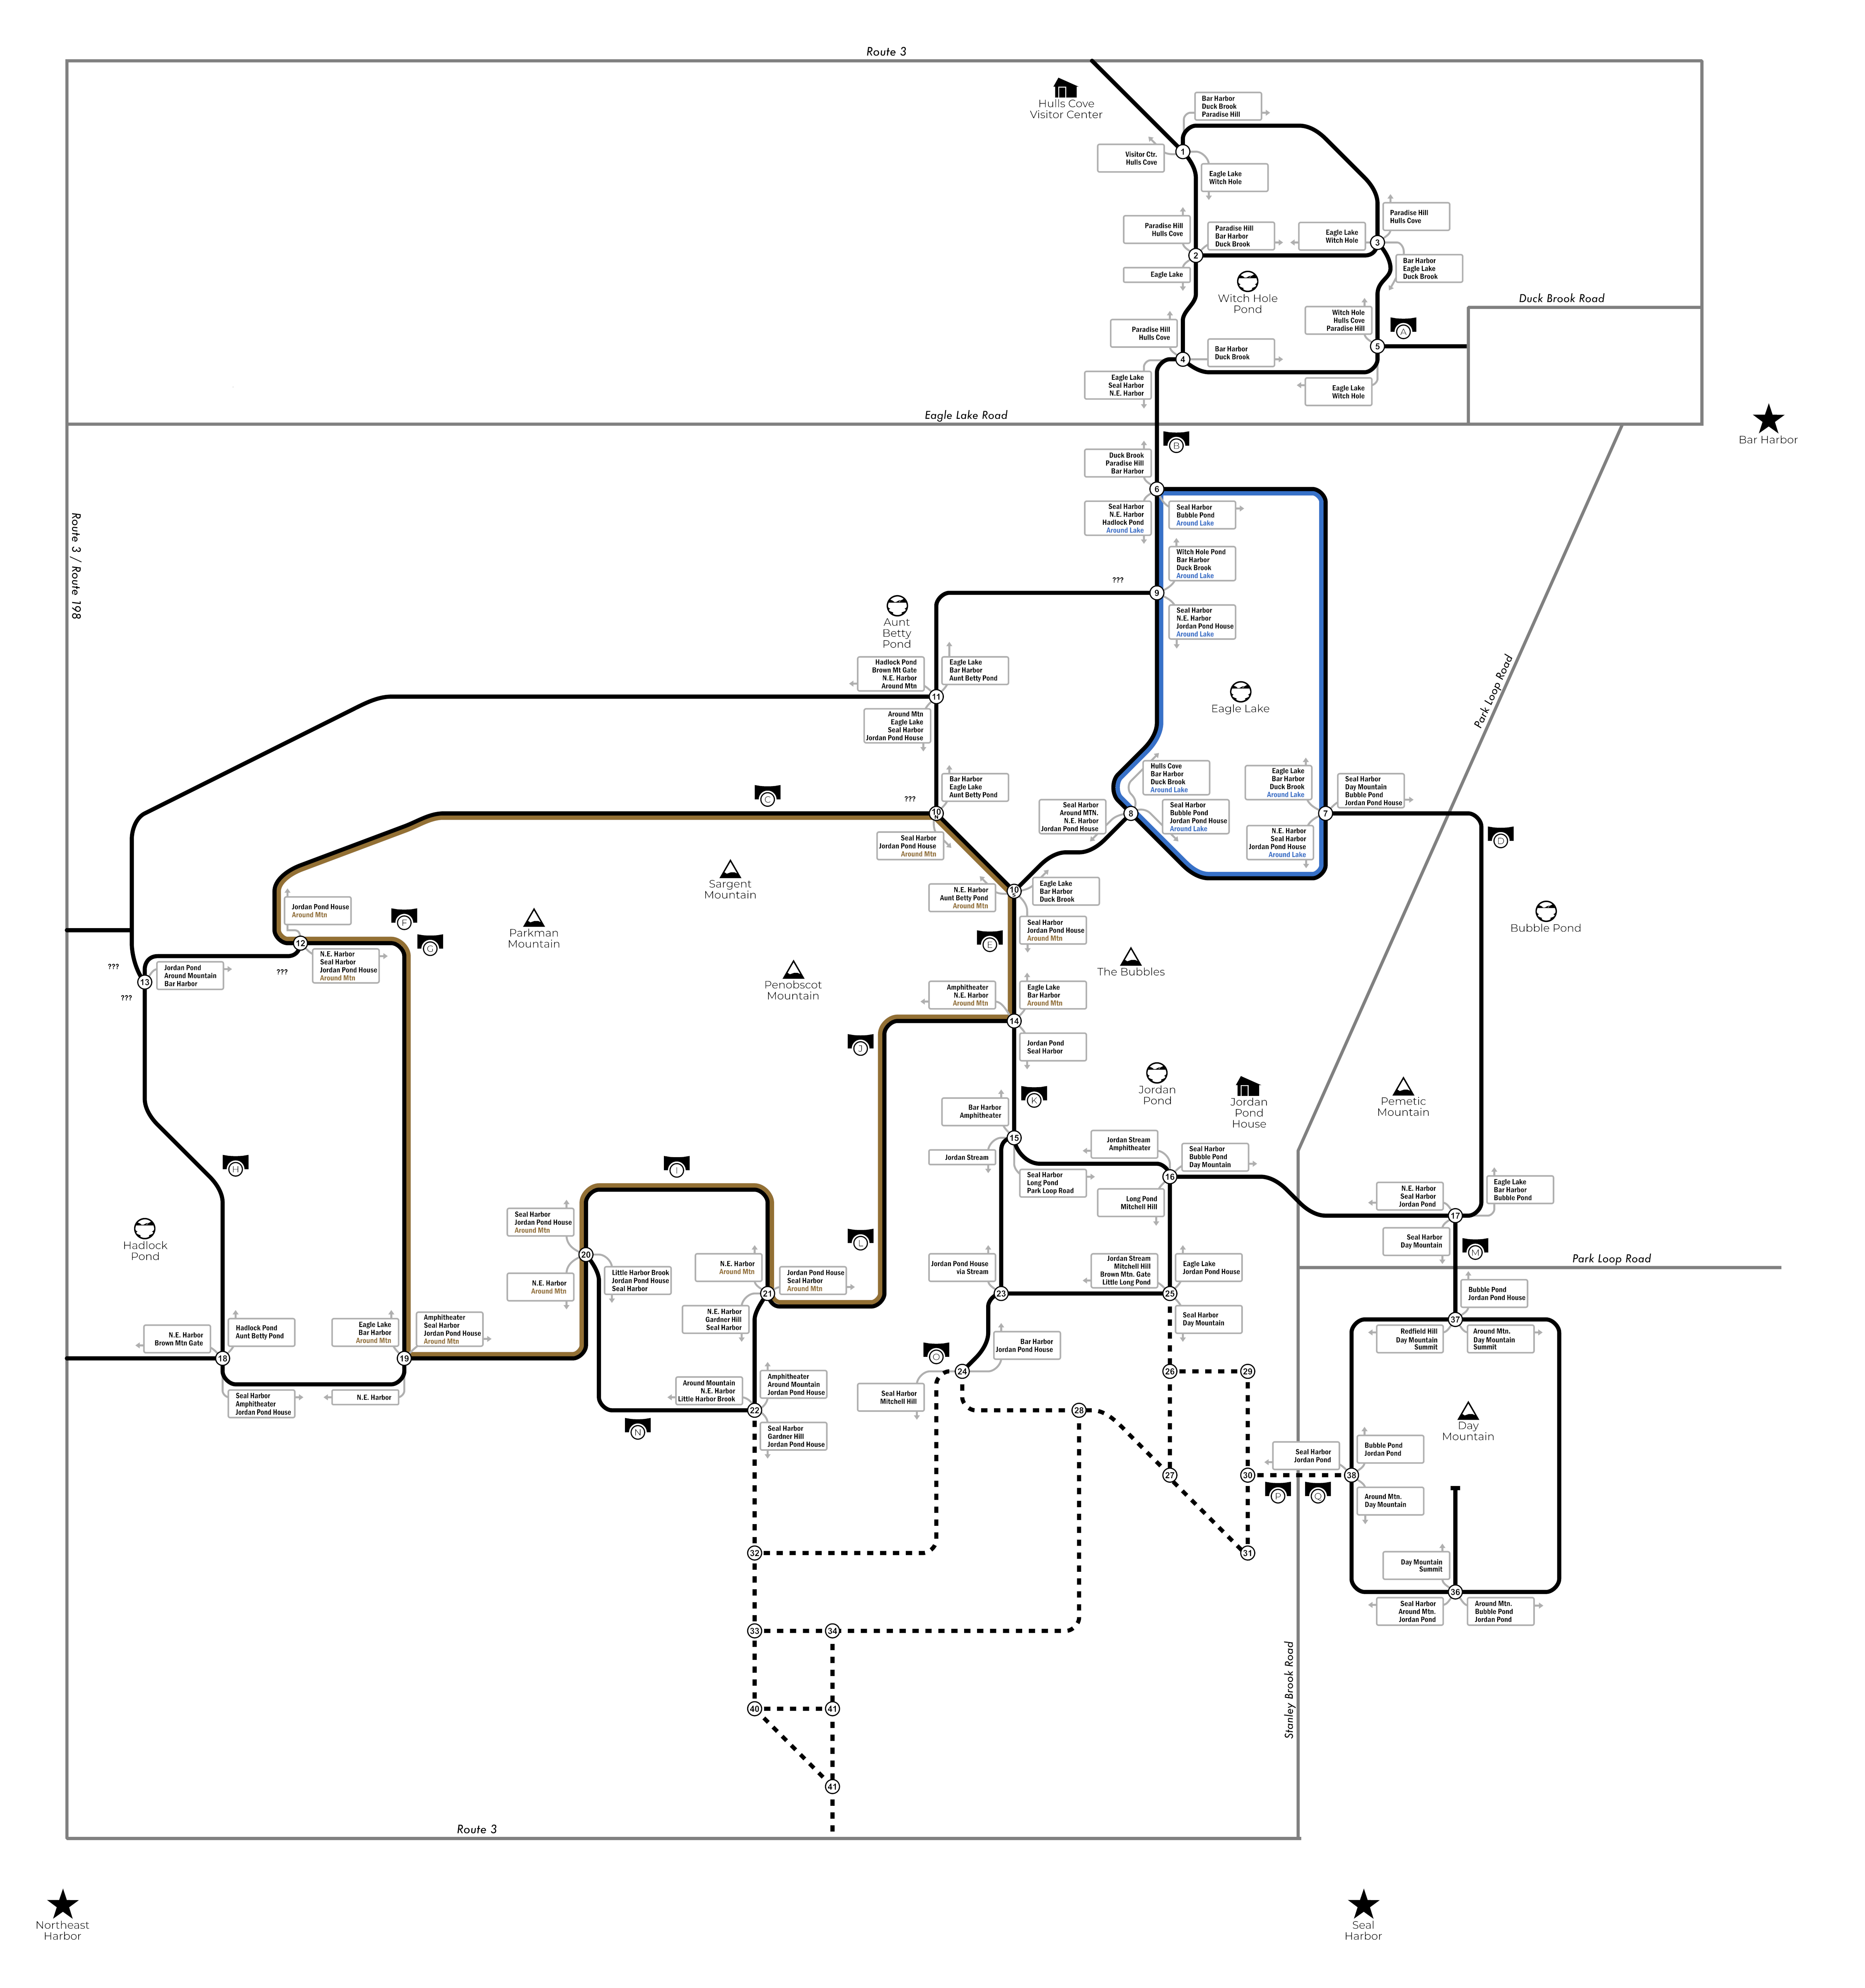 Route 3
Hulls Cove
Visitor Center
Bar Harbor
Duck Brook
Paradise Hill
1
Visitor Ctr.
Hulls Cove
Eagle Lake
Witch Hole
Paradise Hill
Hulls Cove
Paradise Hill
Hulls Cove
Paradise Hill
Bar Harbor
Duck Brook
Eagle Lake
Witch Hole
3
2
Bar Harbor
Eagle Lake
Duck Brook
Eagle Lake
Witch Hole
Pond
Duck Brook Road
Witch Hole
Hulls Cove
Paradise Hill
A
Paradise Hill
Hulls Cove
5
Bar Harbor
Duck Brook
4
Eagle Lake
Seal Harbor
N.E. Harbor
Eagle Lake
Witch Hole
Eagle Lake Road
Bar Harbor
B
Duck Brook
Paradise Hill
Bar Harbor
6
Seal Harbor
N.E. Harbor
Hadlock Pond
Around Lake
Seal Harbor
Bubble Pond
Around Lake
Route 3 / Route 198
Witch Hole Pond
Bar Harbor
Duck Brook
Around Lake
???
9
Aunt
Betty
Pond
Seal Harbor
N.E. Harbor
Jordan Pond House
Around Lake
Hadlock Pond
Brown Mt Gate
N.E. Harbor
Around Mtn
Eagle Lake
Bar Harbor
Aunt Betty Pond
11
Eagle Lake
Park Loop Road
Around Mtn
Eagle Lake
Seal Harbor
Jordan Pond House
Hulls Cove
Bar Harbor
Duck Brook
Around Lake
Eagle Lake
Bar Harbor
Duck Brook
Around Lake
Seal Harbor
Day Mountain
Bubble Pond
Jordan Pond House
Bar Harbor
Eagle Lake
Aunt Betty Pond
C
???
10
N
Seal Harbor
Around MTN.
N.E. Harbor
Jordan Pond House
8
Seal Harbor
Bubble Pond
Jordan Pond House
Around Lake
7
N.E. Harbor
Seal Harbor
Jordan Pond House
Around Lake
D
Seal Harbor
Jordan Pond House
Around Mtn
Sargent
Mountain
N.E. Harbor
Aunt Betty Pond
Around Mtn
10
Eagle Lake
Bar Harbor
Duck Brook
Jordan Pond House
Around Mtn
F
Parkman
Mountain
Seal Harbor
Jordan Pond House
Around Mtn
Bubble Pond
12
G
E
N.E. Harbor
Seal Harbor
Jordan Pond House
Around Mtn
???
???
Jordan Pond
Around Mountain
Bar Harbor
13
???
Penobscot
Mountain
The Bubbles
Amphitheater
N.E. Harbor
Around Mtn
Eagle Lake
Bar Harbor
Around Mtn
14
J
Jordan Pond
Seal Harbor
Jordan
Pond
Jordan
Pond
House
Pemetic
Mountain
K
Bar Harbor
Amphitheater
15
Jordan Stream
Jordan Stream
Amphitheater
Seal Harbor
Bubble Pond
Day Mountain
H
I
Seal Harbor
Long Pond
Park Loop Road
16
Long Pond
Mitchell Hill
N.E. Harbor
Seal Harbor
Jordan Pond
Eagle Lake
Bar Harbor
Bubble Pond
17
Hadlock
Pond
Seal Harbor
Jordan Pond House
Around Mtn
20
L
Seal Harbor
Day Mountain
M
Park Loop Road
N.E. Harbor
Around Mtn
Little Harbor Brook
Jordan Pond House
Seal Harbor
N.E. Harbor
Around Mtn
Jordan Pond House
Seal Harbor
Around Mtn
21
Jordan Pond House
via Stream
23
Jordan Stream
Mitchell Hill
Brown Mtn. Gate
Little Long Pond
Eagle Lake
Jordan Pond House
25
Bubble Pond
Jordan Pond House
N.E. Harbor
Gardner Hill
Seal Harbor
Seal Harbor
Day Mountain
37
N.E. Harbor
Brown Mtn Gate
Hadlock Pond
Aunt Betty Pond
18
Eagle Lake
Bar Harbor
Around Mtn
Amphitheater
Seal Harbor
Jordan Pond House
Around Mtn
19
Redfield Hill
Day Mountain
Summit
Around Mtn.
Day Mountain
Summit
Bar Harbor
Jordan Pond House
O
24
26
29
Seal Harbor
Amphitheater
Jordan Pond House
N.E. Harbor
Around Mountain
N.E. Harbor
Little Harbor Brook
Amphitheater
Around Mountain
Jordan Pond House
22
Seal Harbor
Mitchell Hill
28
N
Seal Harbor
Gardner Hill
Jordan Pond House
Day
Mountain
Seal Harbor
Jordan Pond
Bubble Pond
Jordan Pond
27
30
38
P
Q
Around Mtn.
Day Mountain
32
31
Day Mountain
Summit
36
Seal Harbor
Around Mtn.
Jordan Pond
Around Mtn.
Bubble Pond
Jordan Pond
33
34
Stanley Brook Road
40
41
41
Route 3
Northeast
Harbor
Seal
Harbor